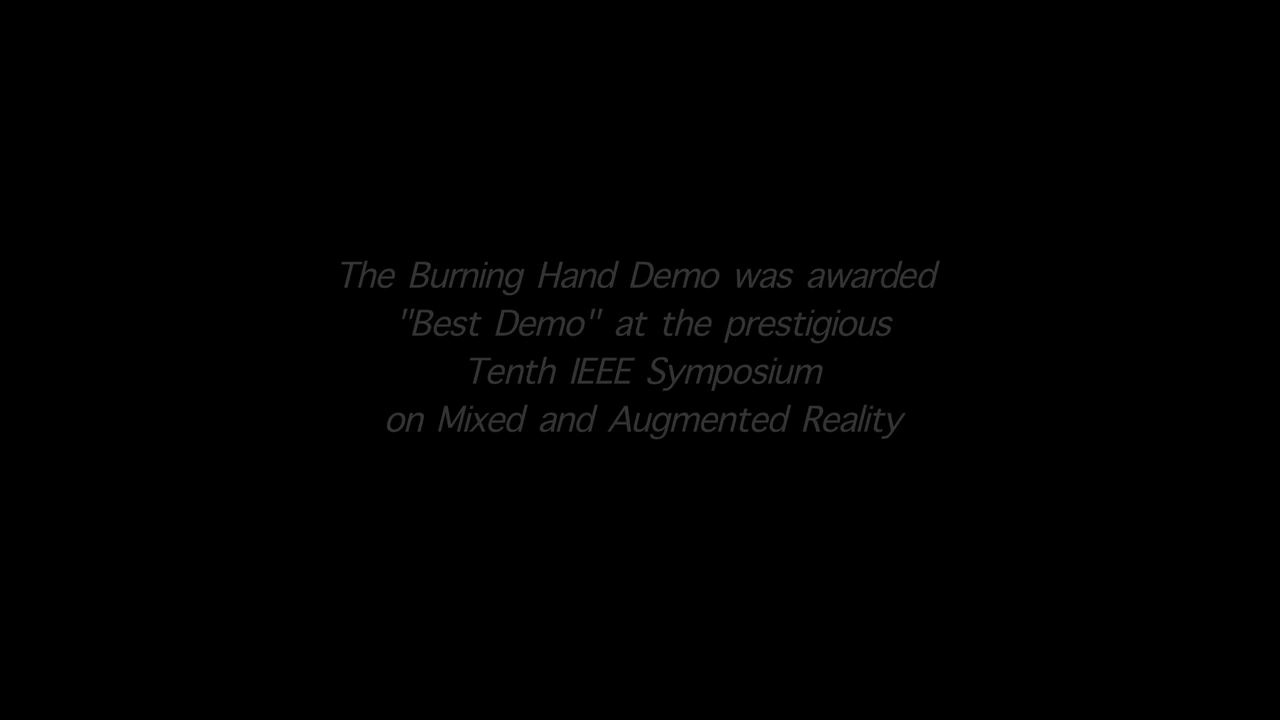 The Burning Hand Demo was awarded
"Best Demo" at the prestigious
Tenth IEEE Symposium
on Mixed and Augmented Reality